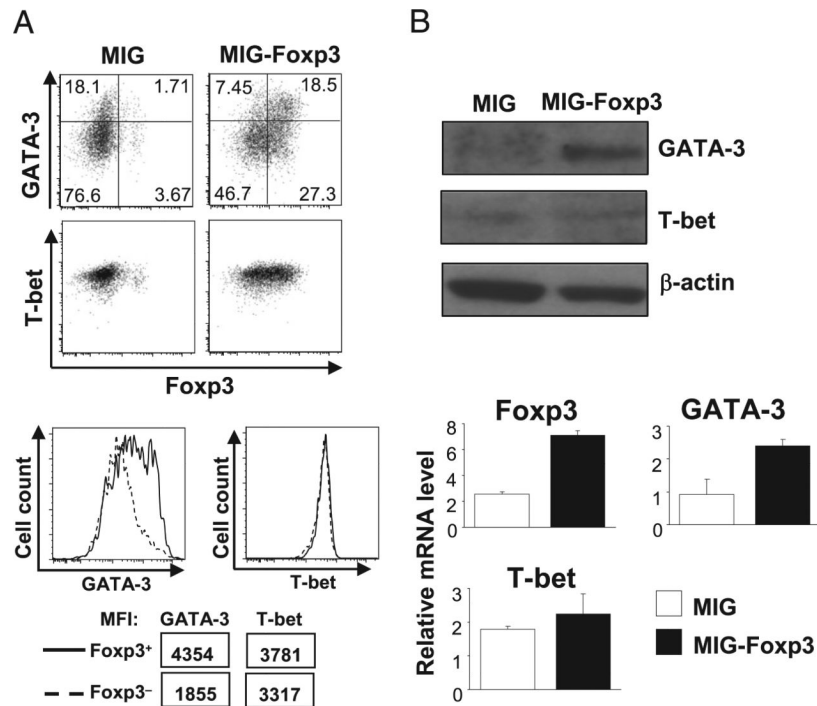 A
MIG MIG-Foxp3
18.1 1.71 7.45 18.5
GATA-3
76.6 3.67 46.7 27.3
T-bet
Foxp3
Cell count Cell count
GATA-3 T-bet
MFI: GATA-3 T-bet
Foxp3+ 4354 3781
Foxp3− 1855 3317
B
MIG MIG-Foxp3
GATA-3
T-bet
β-actin
Relative mRNA level
Foxp3
8
6
4
2
0
GATA-3
3
2
1
0
T-bet
3
2
1
0
MIG
MIG-Foxp3